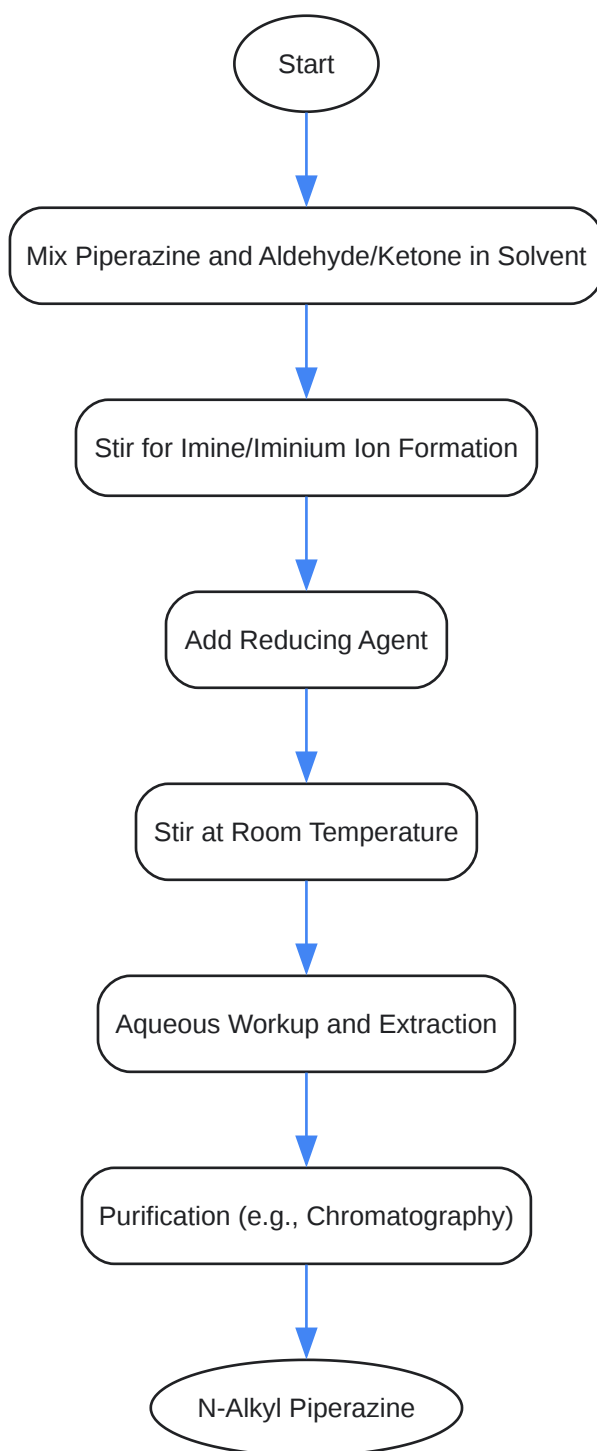 Start
Mix Piperazine and Aldehyde/Ketone in Solvent
Stir for Imine/Iminium Ion Formation
Add Reducing Agent
Stir at Room Temperature
Aqueous Workup and Extraction
Purification (e.g., Chromatography)
N-Alkyl Piperazine